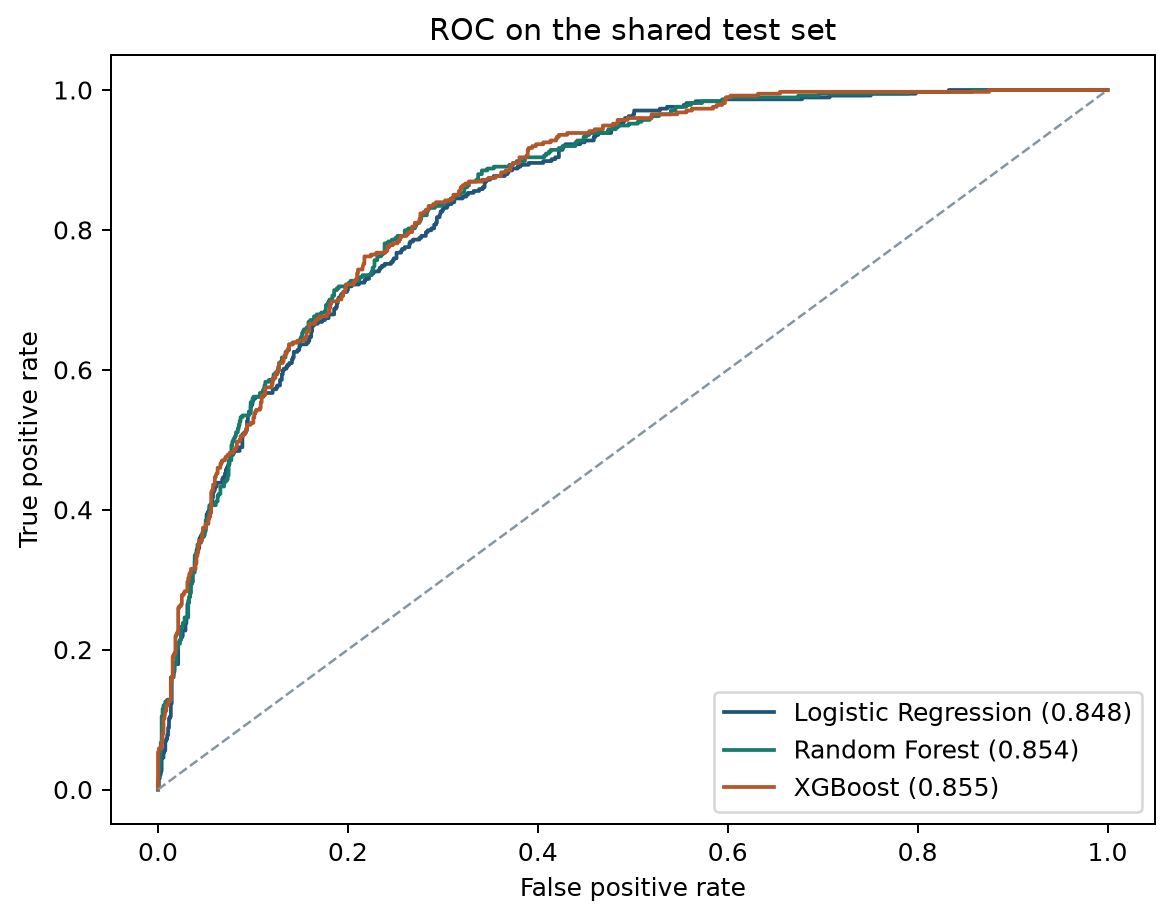 ROC on the shared test set
True positive rate
1.0
0.8
0.6
0.4
0.2
0.0
0.0 0.2 0.4 0.6 0.8 1.0
False positive rate
Logistic Regression (0.848)
Random Forest (0.854)
XGBoost (0.855)